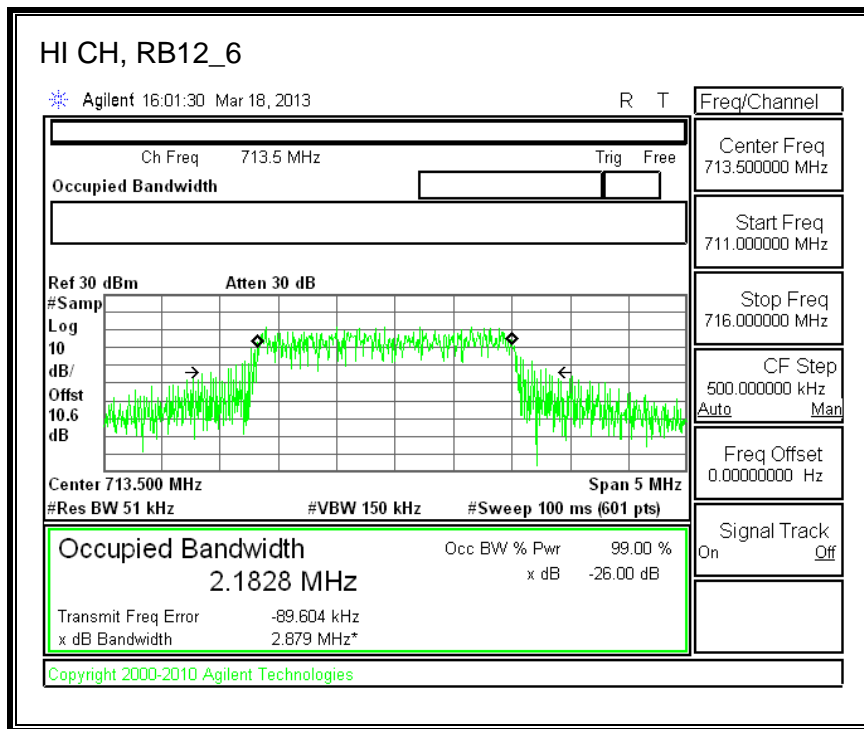 HI CH, RB12_6
Agilent 16:01:30 Mar 18, 2013 R T
Freq/Channel
Ch Freq 713.5 MHz Trig Free
Occupied Bandwidth
Center Freq
713.500000 MHz
Start Freq
711.000000 MHz
Stop Freq
716.000000 MHz
CF Step
500.000000 kHz
Auto Man
Freq Offset
0.00000000 Hz
Signal Track
On Off
Ref 30 dBm Atten 30 dB
#Samp
Log
10
dB/
Offst
10.6
dB
Center 713.500 MHz Span 5 MHz
#Res BW 51 kHz #VBW 150 kHz #Sweep 100 ms (601 pts)
Occupied Bandwidth
2.1828 MHz
Occ BW % Pwr 99.00 %
x dB -26.00 dB
Transmit Freq Error -89.604 kHz
x dB Bandwidth 2.879 MHz*
Copyright 2000-2010 Agilent Technologies